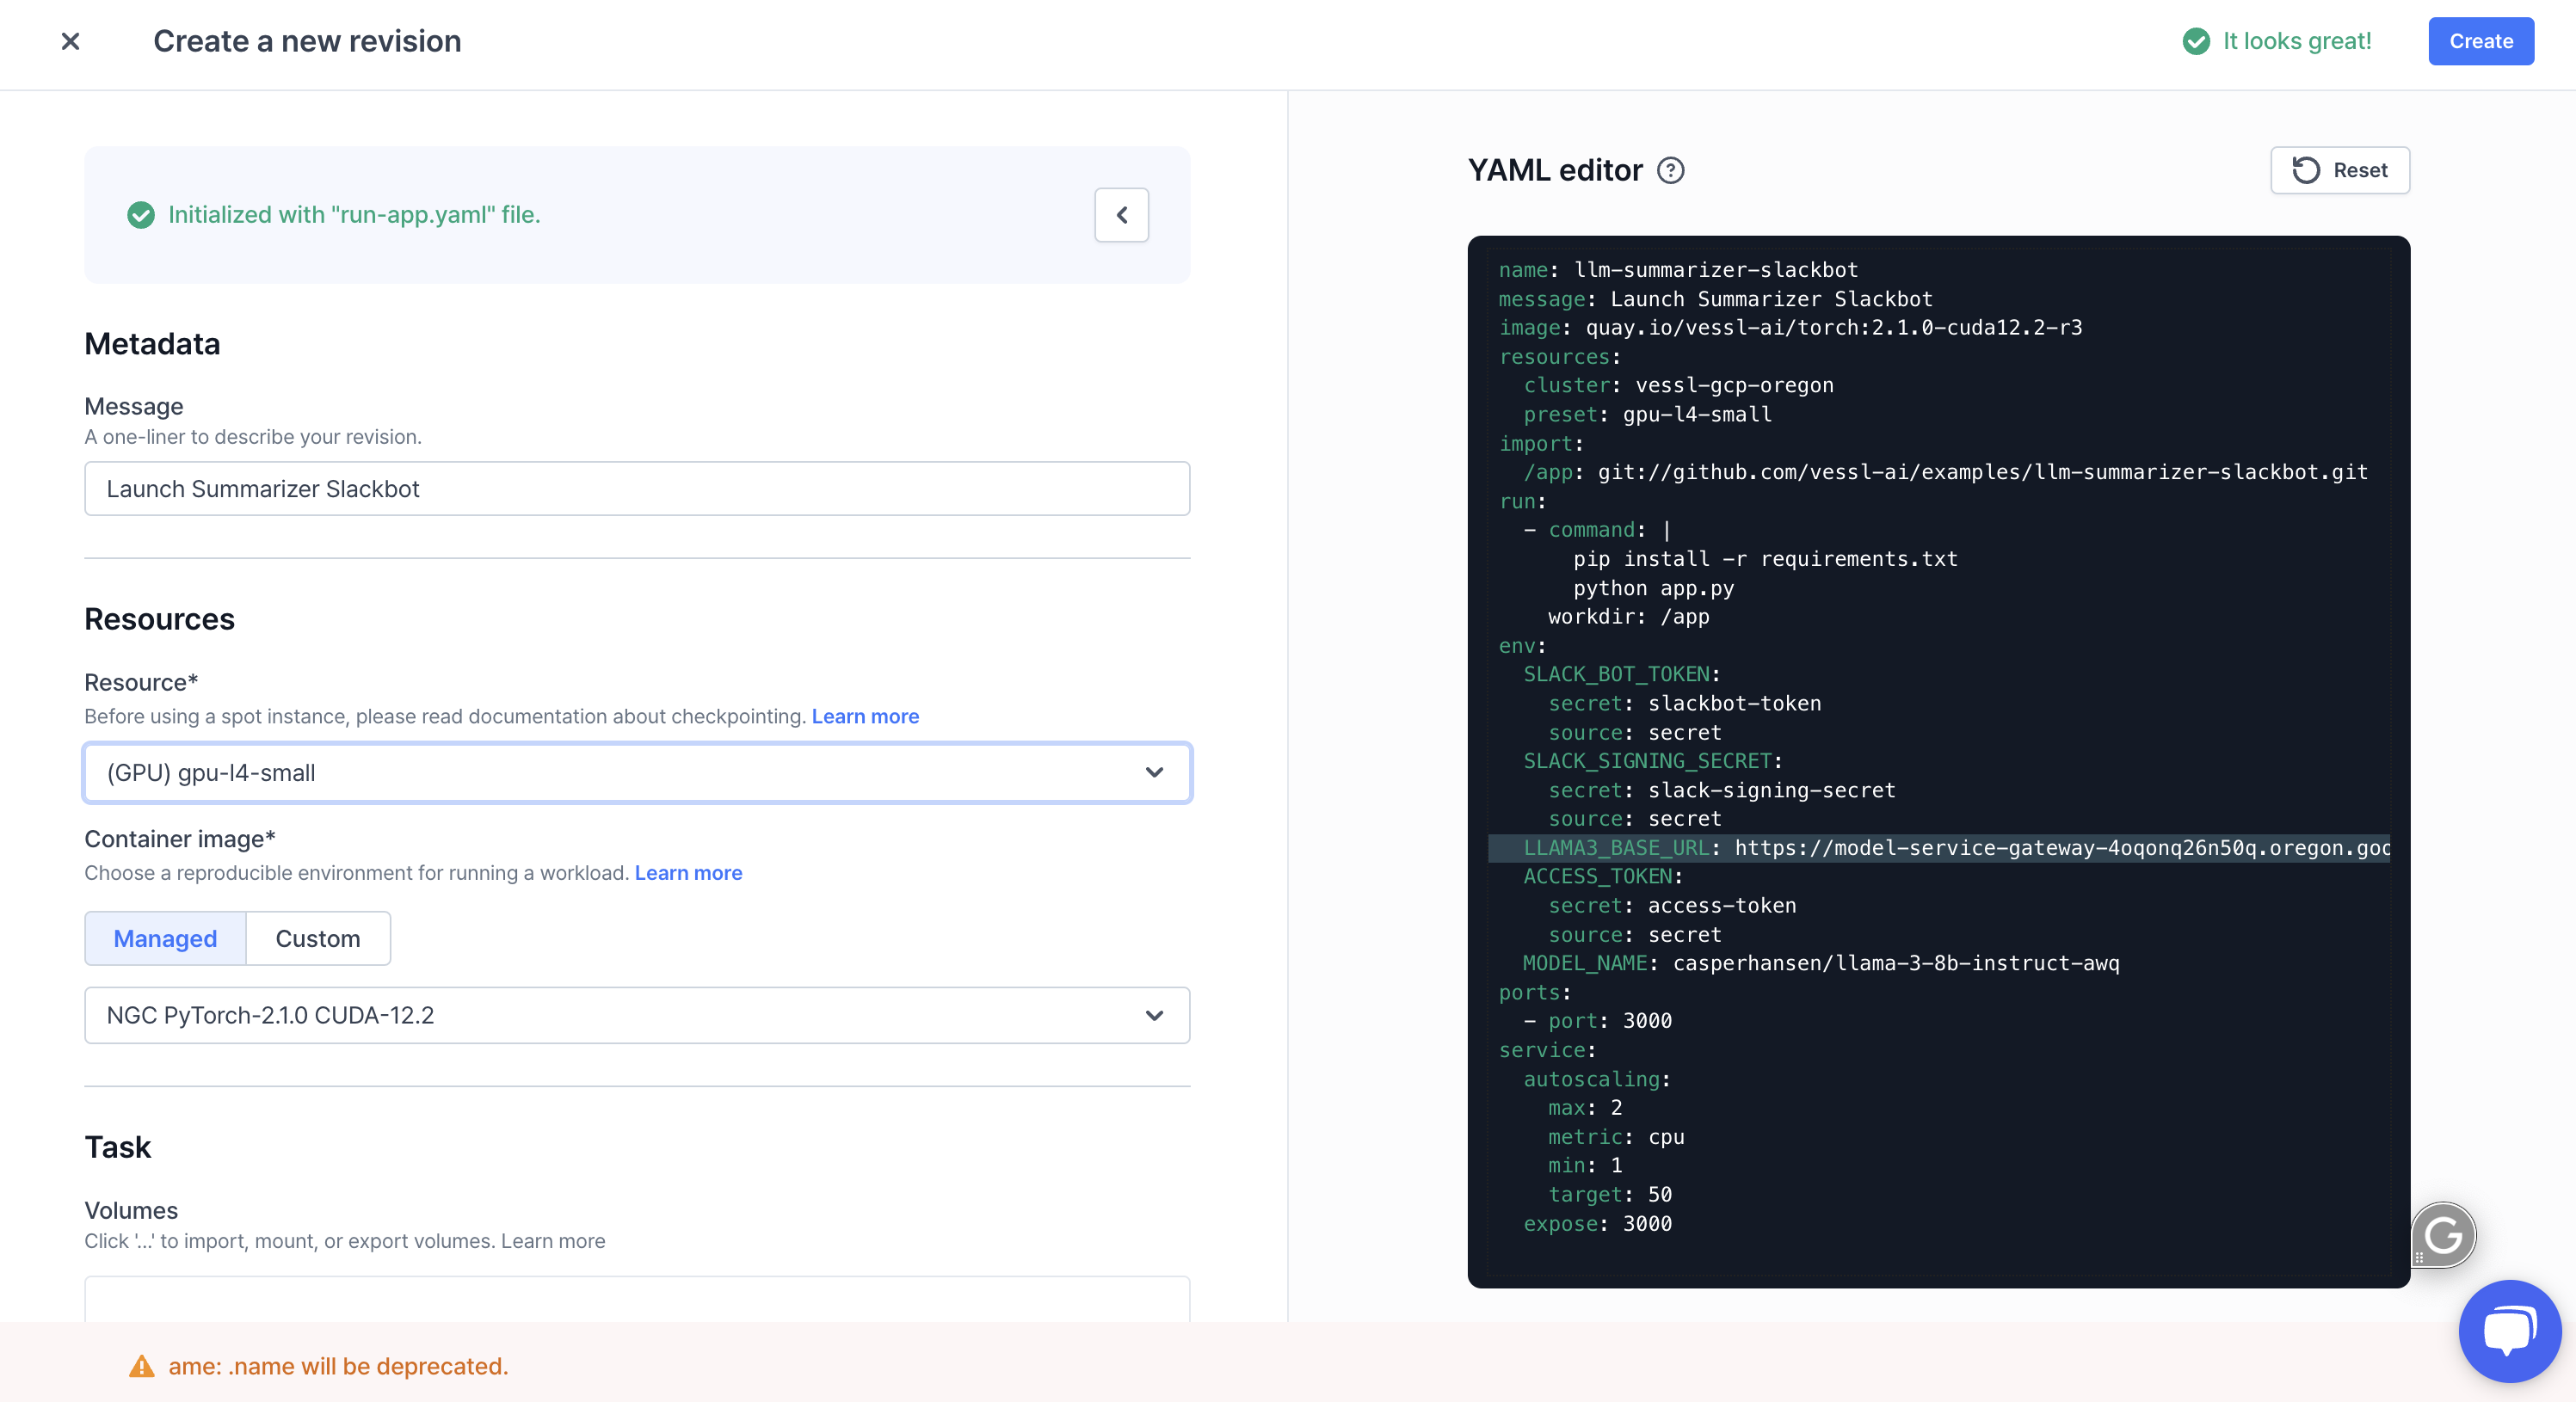 Create a new revision
It looks great!
Create
Initialized with "run-app.yaml" file.
Metadata
Message
A one-liner to describe your revision.
Launch Summarizer Slackbot
Resources
Resource*
Before using a spot instance, please read documentation about checkpointing. Learn more
(GPU) gpu-l4-small
Container image*
Choose a reproducible environment for running a workload. Learn more
Managed
Custom
NGC PyTorch-2.1.0 CUDA-12.2
Task
Volumes
Click '...' to import, mount, or export volumes. Learn more
YAML editor
?
Reset
name: llm-summarizer-slackbot
message: Launch Summarizer Slackbot
image: quay.io/vessl-ai/torch:2.1.0-cuda12.2-r3
resources:
  cluster: vessl-gcp-oregon
  preset: gpu-l4-small
import:
  /app: git://github.com/vessl-ai/examples/llm-summarizer-slackbot.git
run:
  - command: |
      pip install -r requirements.txt
      python app.py
    workdir: /app
env:
  SLACK_BOT_TOKEN:
    secret: slackbot-token
    source: secret
  SLACK_SIGNING_SECRET:
    secret: slack-signing-secret
    source: secret
  LLAMA3_BASE_URL: https://model-service-gateway-4oqonq26n50q.oregon.goo
  ACCESS_TOKEN:
    secret: access-token
    source: secret
  MODEL_NAME: casperhansen/llama-3-8b-instruct-awq
ports:
  - port: 3000
service:
  autoscaling:
    max: 2
    metric: cpu
    min: 1
    target: 50
  expose: 3000
G
ame: .name will be deprecated.